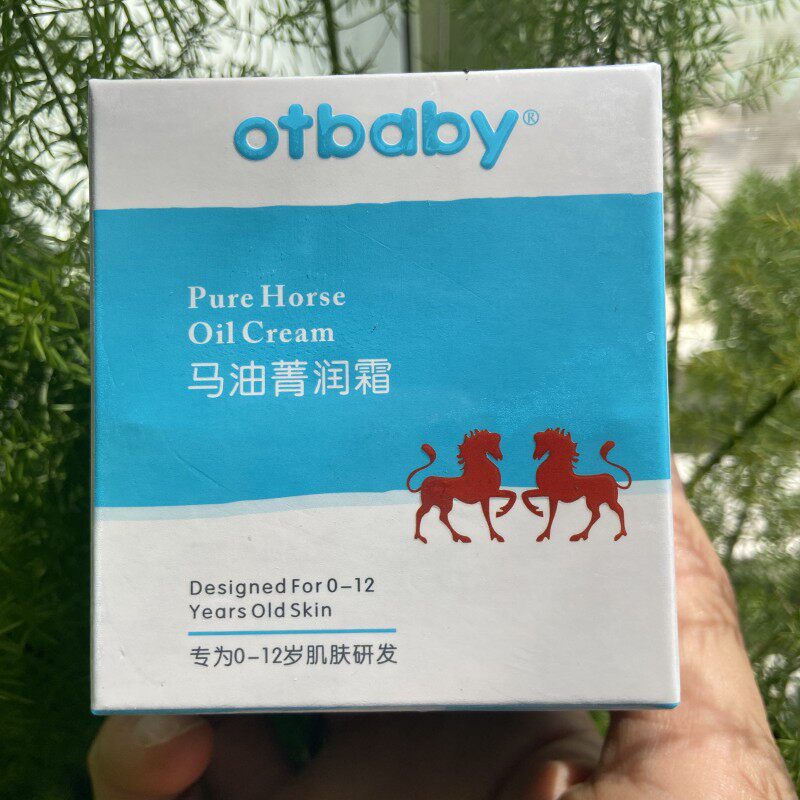 otbaby®
Pure Horse
Oil Cream
马油菁润霜
Designed For 0-12
Years Old Skin
专为0-12岁肌肤研发